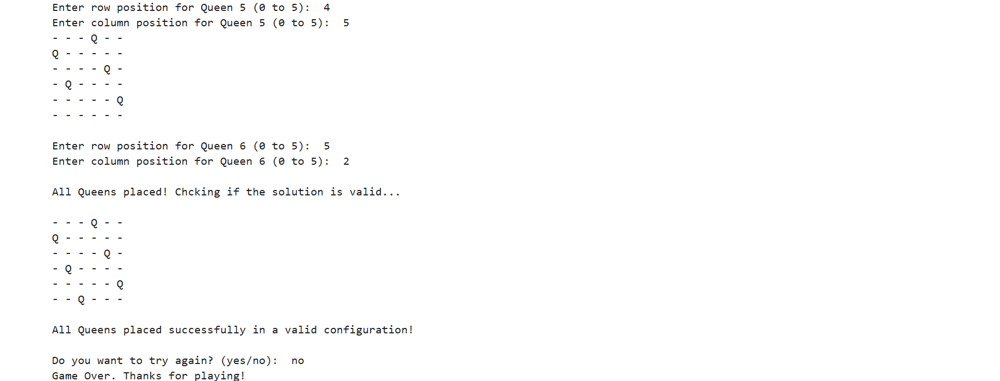 Enter row position for Queen 5 (0 to 5):  4
Enter column position for Queen 5 (0 to 5):  5
- - - Q - -
Q - - - - -
- - - - Q -
- Q - - - -
- - - - - Q
- - - - - -

Enter row position for Queen 6 (0 to 5):  5
Enter column position for Queen 6 (0 to 5):  2

All Queens placed! Chcking if the solution is valid...

- - - Q - -
Q - - - - -
- - - - Q -
- Q - - - -
- - - - - Q
- - Q - - -

All Queens placed successfully in a valid configuration!

Do you want to try again? (yes/no):  no
Game Over. Thanks for playing!